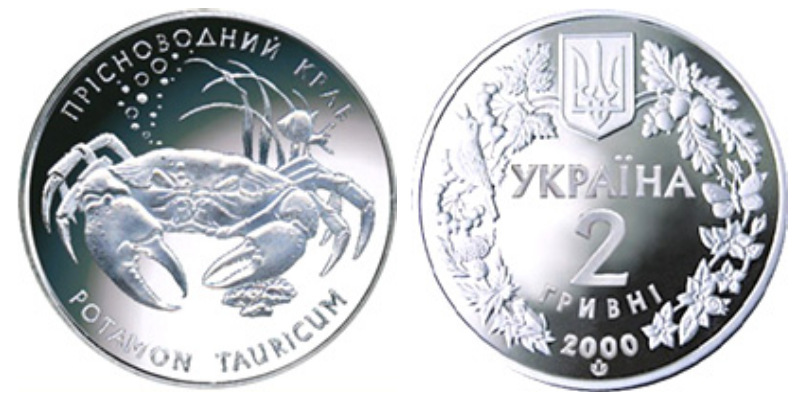 ПРІСНОВОДНИЙ КРАБ
POTAMON TAURICUM
УКРАЇНА
2
ГРИВНІ
2000